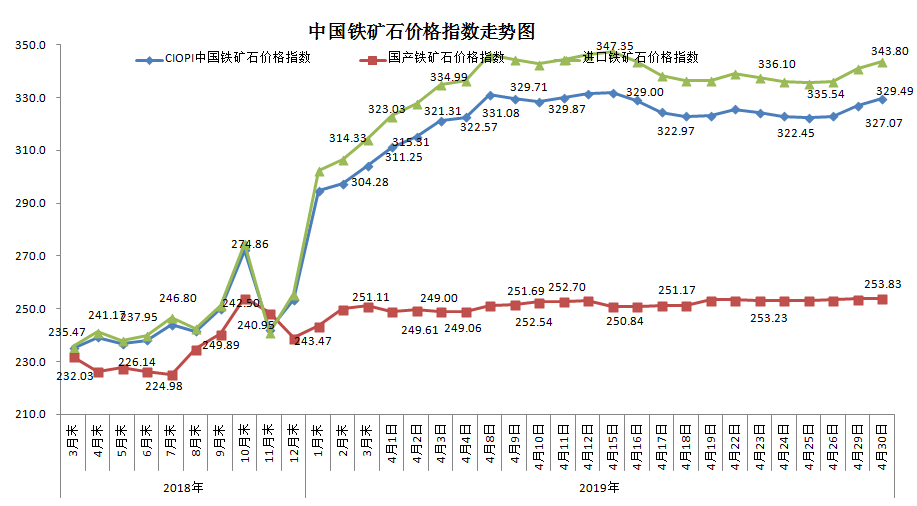 中国铁矿石价格指数走势图
CIOPI中国铁矿石价格指数 国产铁矿石价格指数 进口铁矿石价格指数
350.0
330.0
310.0
290.0
270.0
250.0
230.0
210.0
235.47 241.17 237.95 246.80 274.86 240.95 314.33 323.03 334.99 347.35 336.10 335.54 343.80
242.50 304.28 311.25 315.31 321.31 322.57 331.08 329.71 329.87 329.00 322.97 322.45 327.07 329.49
232.03 226.14 224.98 249.89 243.47 251.11 249.61 249.00 249.06 251.69 252.54 252.70 250.84 251.17 253.23 253.83
3月末 4月末 5月末 6月末 7月末 8月末 9月末 10月末 11月末 12月末 1月末 2月末 3月末 4月1日 4月2日 4月3日 4月4日 4月8日 4月9日 4月10日 4月11日 4月12日 4月15日 4月16日 4月17日 4月18日 4月19日 4月22日 4月23日 4月24日 4月25日 4月26日 4月29日 4月30日
2018年 2019年